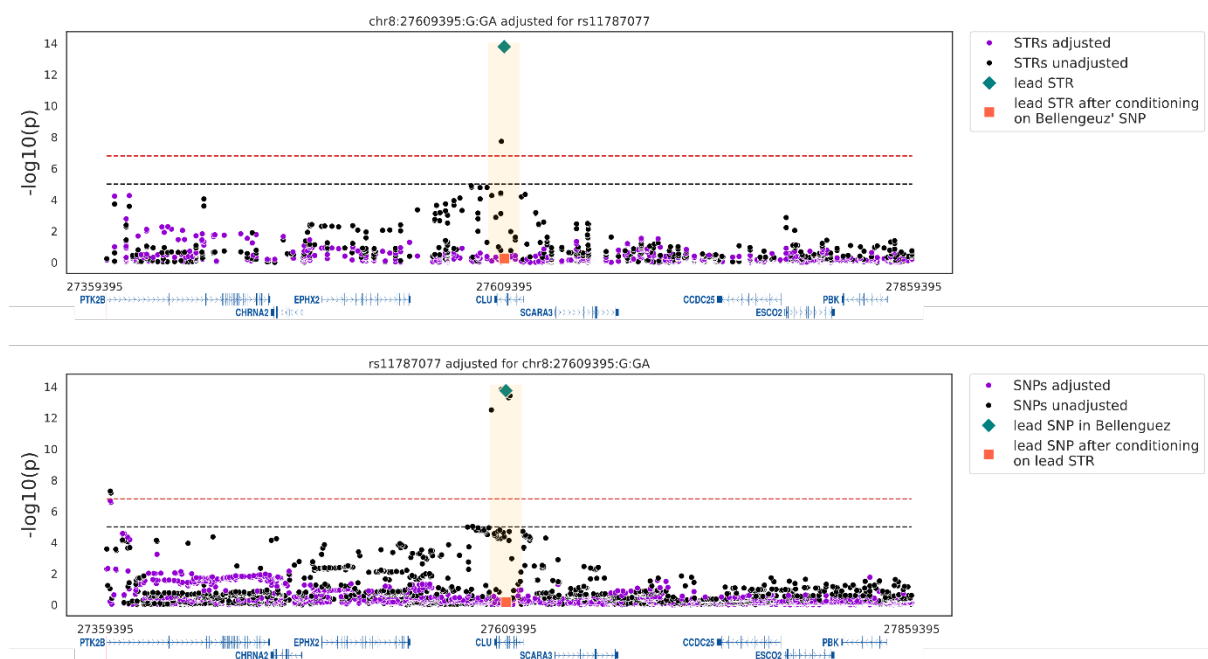 chr8:27609395:G:GA adjusted for rs11787077
14
12
10
8
6
4
2
0
-log10(p)
27359395 27609395 27859395
PTK2B EPHX2 CLU CCDC25 PBK
CHRNA2 SCARA3 ESCO2
STRs adjusted
STRs unadjusted
lead STR
lead STR after conditioning
on Bellengeuz' SNP
rs11787077 adjusted for chr8:27609395:G:GA
14
12
10
8
6
4
2
0
-log10(p)
27359395 27609395 27859395
PTK2B EPHX2 CLU CCDC25 PBK
CHRNA2 SCARA3 ESCO2
SNPs adjusted
SNPs unadjusted
lead SNP in Bellenguez
lead SNP after conditioning
on lead STR